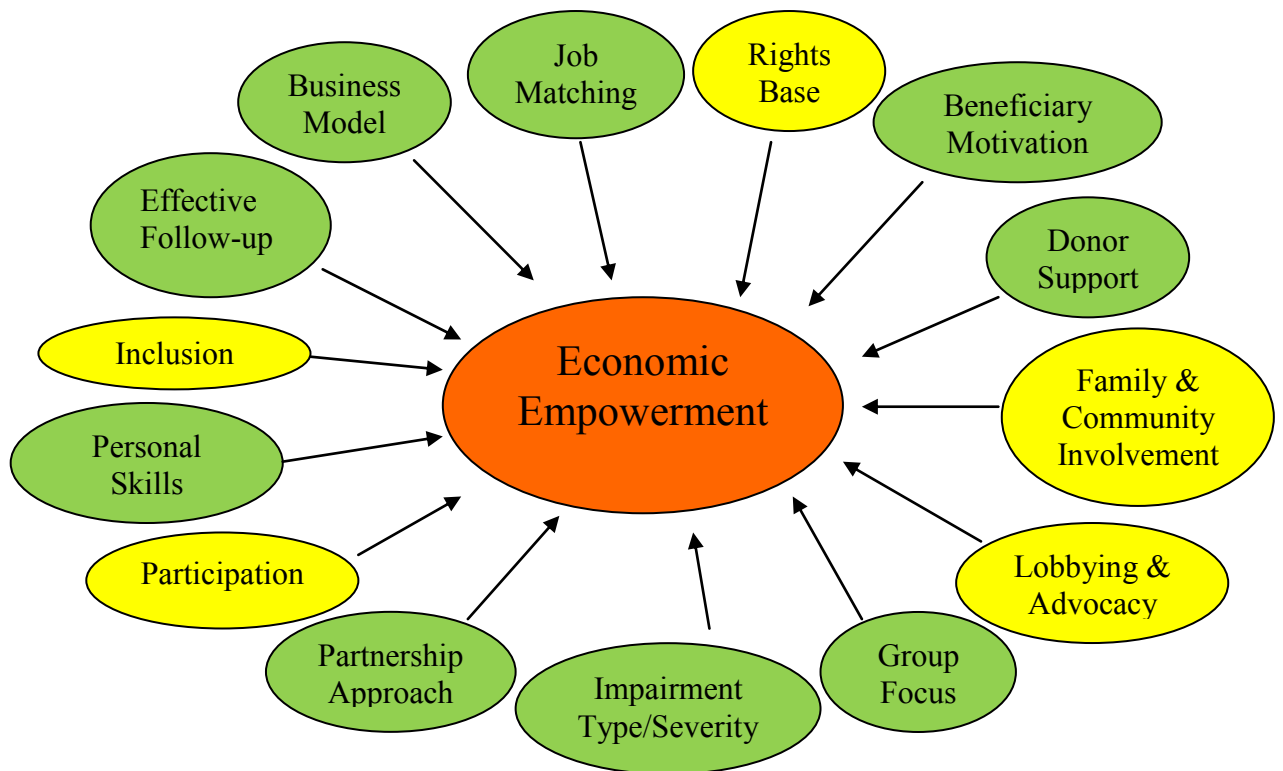 Job
Matching
Rights
Base
Business
Model
Beneficiary
Motivation
Effective
Follow-up
Donor
Support
Inclusion
Economic
Empowerment
Family &
Community
Involvement
Personal
Skills
Participation
Lobbying &
Advocacy
Partnership
Approach
Impairment
Type/Severity
Group
Focus